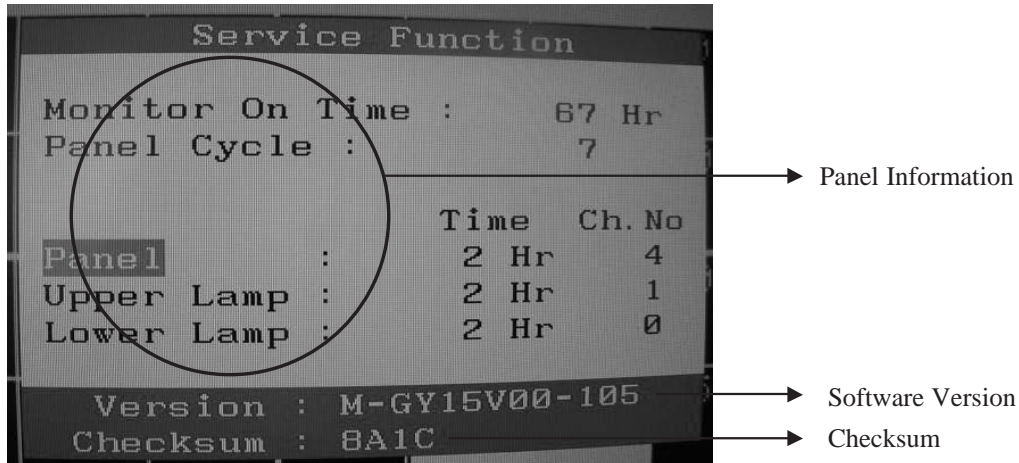 Service Function
Monitor On Time : 67 Hr
Panel Cycle : 7
Panel Information
Time Ch.No
Panel : 2 Hr 4
Upper Lamp : 2 Hr 1
Lower Lamp : 2 Hr 0
Version : M-GY15V00-105 Software Version
Checksum : 8A1C Checksum